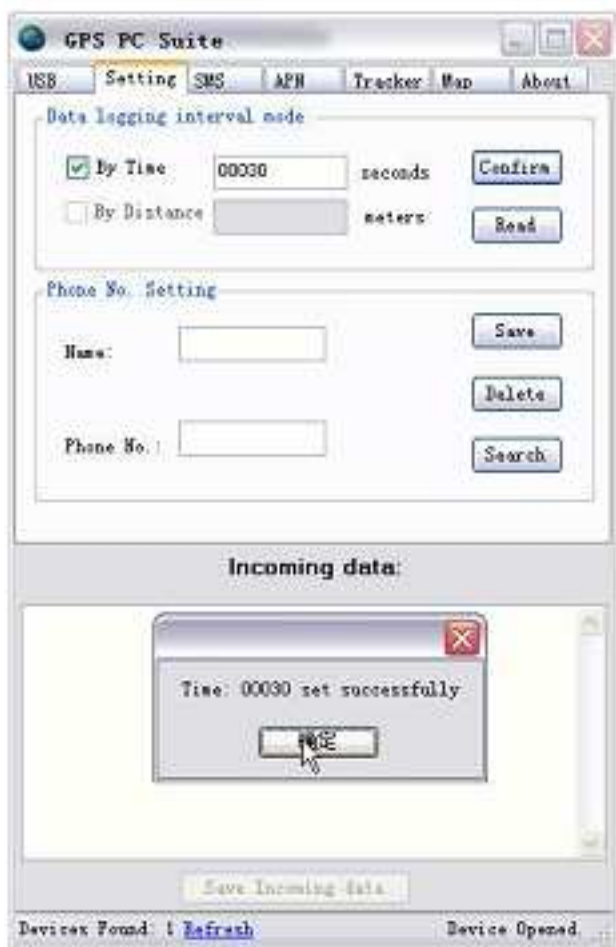 GPS PC Suite
USB Setting SMS APN Tracker Map About
Data logging interval mode
By Time 00030 seconds Confirm
By Distance meters Read
Phone No. Setting
Name: Save
Delete
Phone No.: Search
Incoming data:
Time: 00030 set successfully
确定
Save Incoming data
Devices Found: 1 Refresh Device Opened.